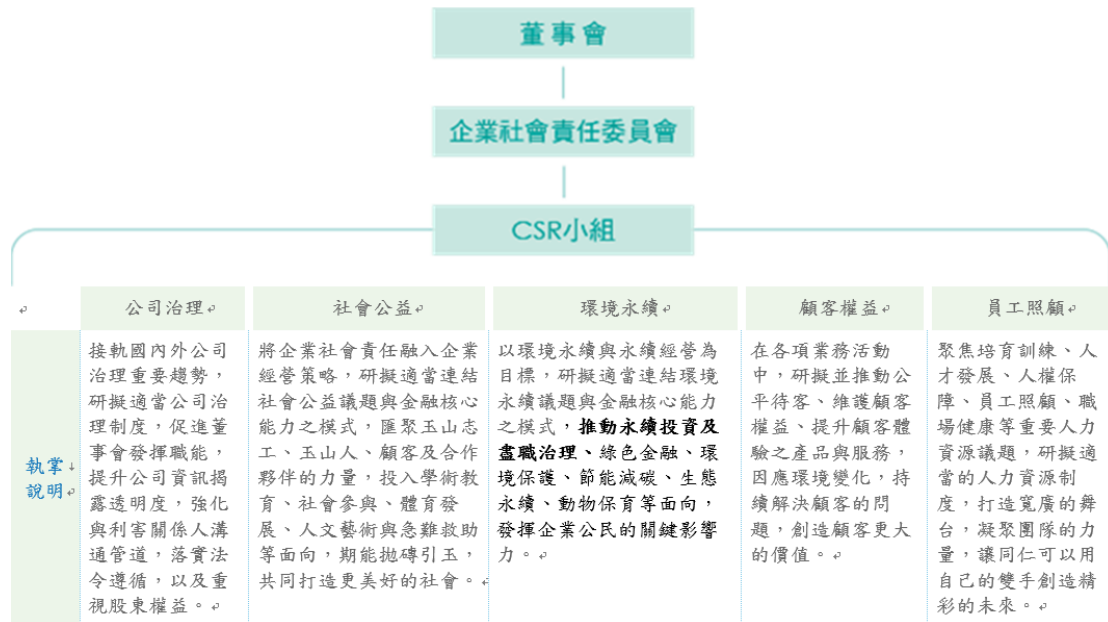 董事會
企業社會責任委員會
CSR小組
公司治理
社會公益
環境永續
顧客權益
員工照顧
執掌
說明
接軌國內外公司
治理重要趨勢，
研擬適當公司治
理制度，促進董
事會發揮職能，
提升公司資訊揭
露透明度，強化
與利害關係人溝
通管道，落實法
令遵循，以及重
視股東權益。
將企業社會責任融入企業
經營策略，研擬適當連結
社會公益議題與金融核心
能力之模式，匯聚玉山志
工、玉山人、顧客及合作
夥伴的力量，投入學術教
育、社會參與、體育發
展、人文藝術與急難救助
等面向，期能拋磚引玉，
共同打造更美好的社會。
以環境永續與永續經營為
目標，研擬適當連結環境
永續議題與金融核心能力
之模式，推動永續投資及
盡職治理、綠色金融、環
境保護、節能減碳、生態
永續、動物保育等面向，
發揮企業公民的關鍵影響
力。
在各項業務活動
中，研擬並推動公
平待客、維護顧客
權益、提升顧客體
驗之產品與服務，
因應環境變化，持
續解決顧客的問
題，創造顧客更大
的價值。
聚焦培育訓練、人
才發展、人權保
障、員工照顧、職
場健康等重要人力
資源議題，研擬適
當的人力資源制
度，打造寬廣的舞
台，凝聚團隊的力
量，讓同仁可以用
自己的雙手創造精
彩的未來。